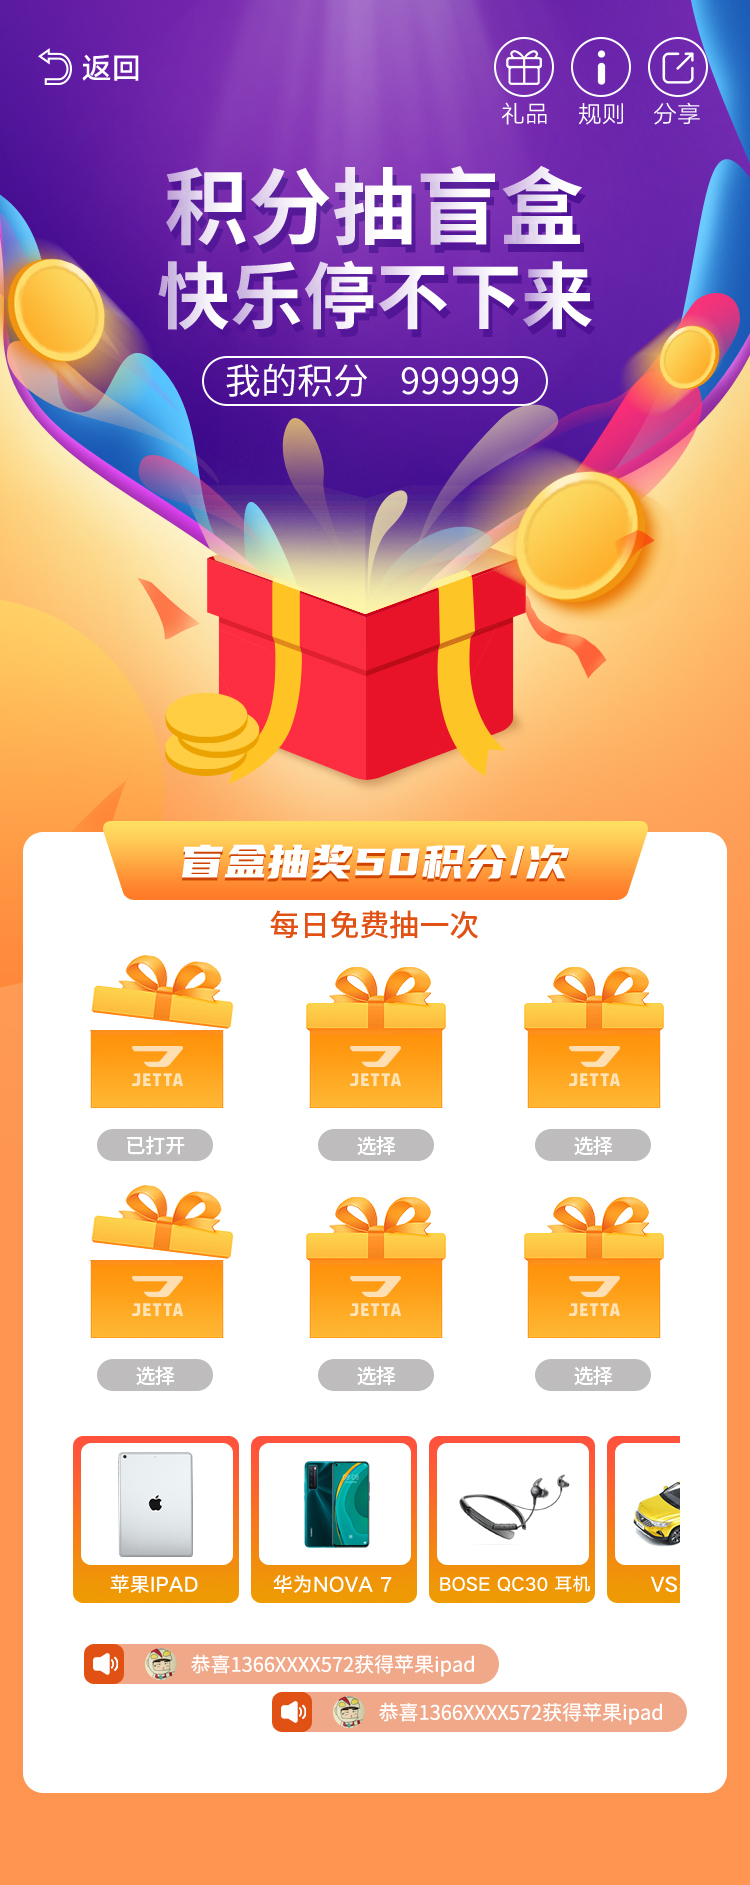 返回
礼品 规则 分享
积分抽盲盒
快乐停不下来
我的积分 999999
盲盒抽奖50积分/次
每日免费抽一次
JETTA JETTA JETTA
已打开 选择 选择
JETTA JETTA JETTA
选择 选择 选择
苹果IPAD 华为NOVA 7 BOSE QC30 耳机 VS
恭喜1366XXXX572获得苹果ipad
恭喜1366XXXX572获得苹果ipad